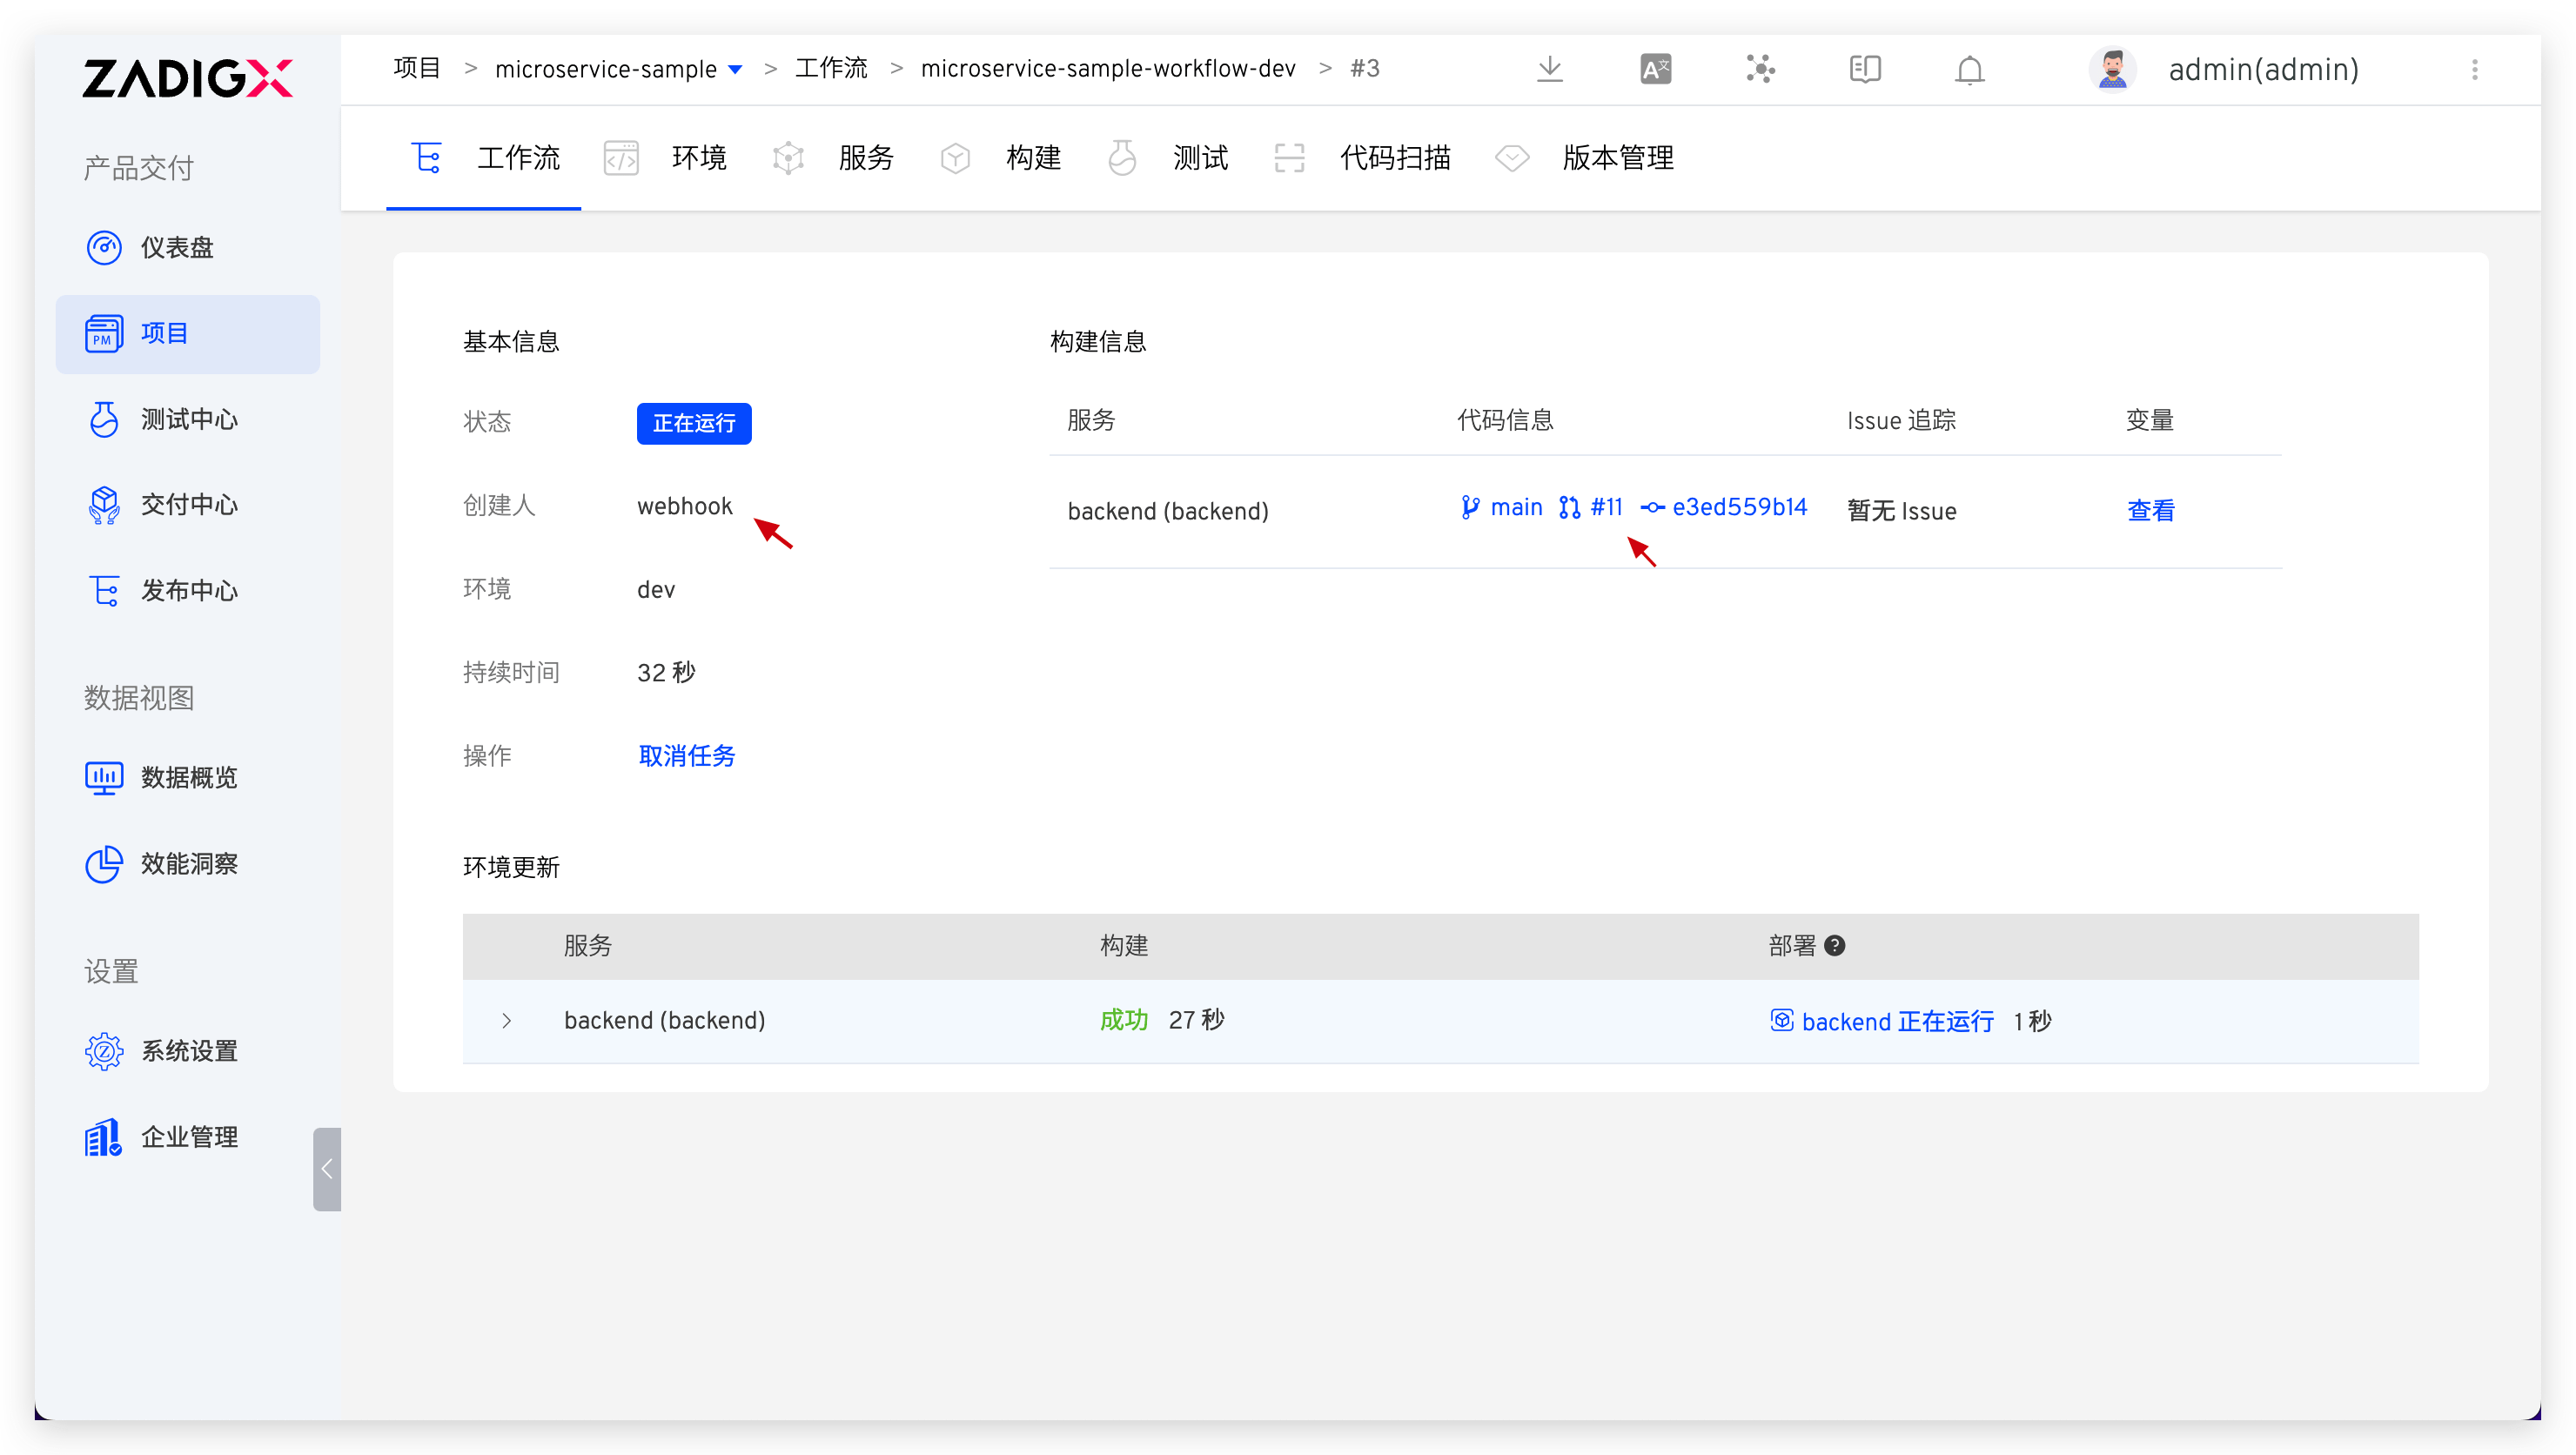 ZADIGX
项目 > microservice-sample > 工作流 > microservice-sample-workflow-dev > #3
A文
admin(admin)
产品交付
仪表盘
PM 项目
测试中心
交付中心
发布中心
数据视图
数据概览
效能洞察
设置
Z 系统设置
企业管理
工作流 </> 环境 服务 构建 测试 代码扫描 版本管理
基本信息
状态 正在运行
创建人 webhook
环境 dev
持续时间 32 秒
操作 取消任务
构建信息
服务 代码信息 Issue 追踪 变量
backend (backend) main #11 e3ed559b14 暂无 Issue 查看
环境更新
服务 构建 部署 ?
backend (backend) 成功 27 秒 backend 正在运行 1 秒